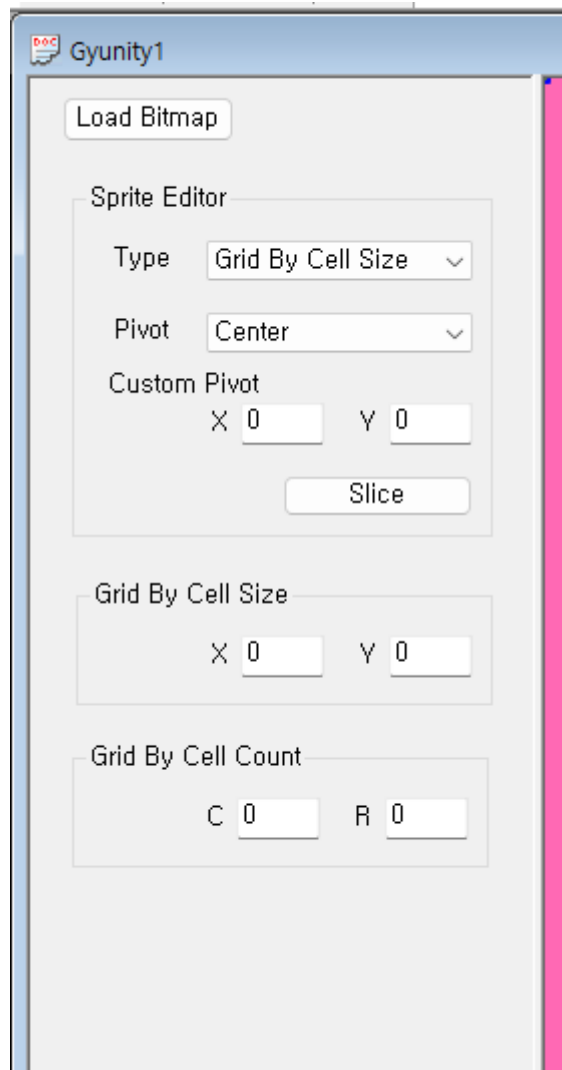 DOC
Gyunity1
Load Bitmap
Sprite Editor
Type Grid By Cell Size
Pivot Center
Custom Pivot
X 0 Y 0
Slice
Grid By Cell Size
X 0 Y 0
Grid By Cell Count
C 0 R 0